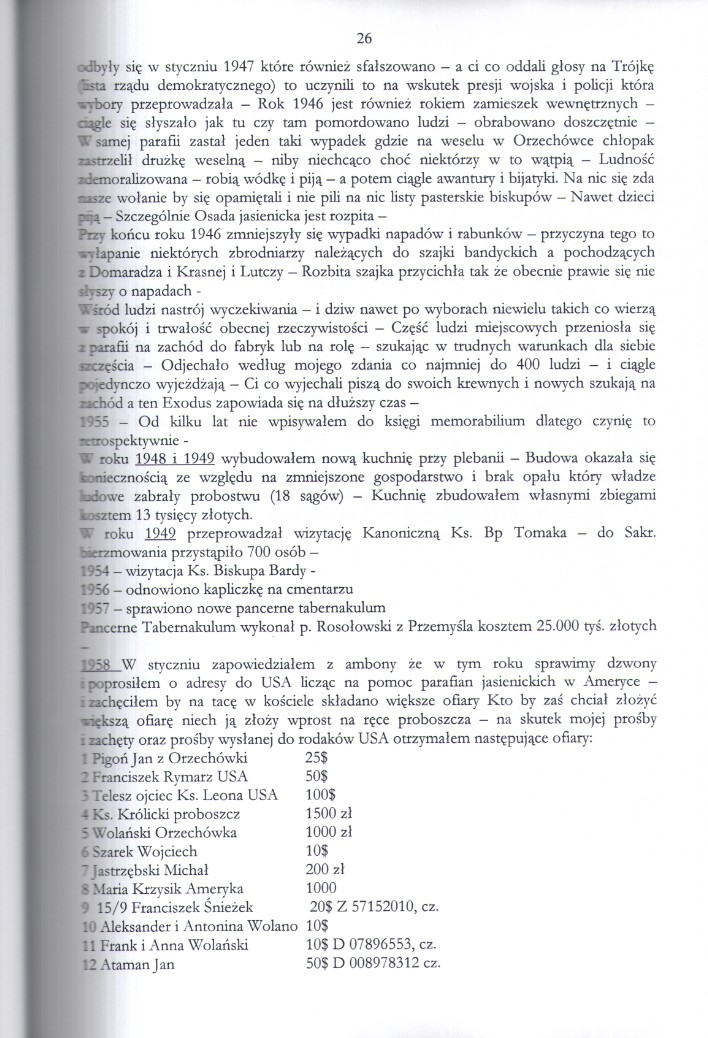 26
odbyły się w styczniu 1947 które również sfałszowano – a ci co oddali głosy na Trójkę
(lista rządu demokratycznego) to uczynili to na wskutek presji wojska i policji która
wybory przeprowadzała – Rok 1946 jest również rokiem zamieszek wewnętrznych –
ciągle się słyszało jak tu czy tam pomordowano ludzi – obrabowano doszczętnie –
W samej parafii zastał jeden taki wypadek gdzie na weselu w Orzechówce chłopak
zastrzelił drużkę weselną – niby niechcąco choć niektórzy w to wątpią – Ludność
zdemoralizowana – robią wódkę i piją – a potem ciągle awantury i bijatyki. Na nic się zda
nasze wołanie by się opamiętali i nie pili na nic listy pasterskie biskupów – Nawet dzieci
piją – Szczególnie Osada jasienicka jest rozpita –
Przy końcu roku 1946 zmniejszyły się wypadki napadów i rabunków – przyczyna tego to
wyłapanie niektórych zbrodniarzy należących do szajki bandyckich a pochodzących
z Domaradza i Krasnej i Lutczy – Rozbita szajka przycichła tak że obecnie prawie się nie
słyszy o napadach -
Wśród ludzi nastrój wyczekiwania – i dziw nawet po wyborach niewielu takich co wierzą
w spokój i trwałość obecnej rzeczywistości – Część ludzi miejscowych przeniosła się
z parafii na zachód do fabryk lub na rolę – szukając w trudnych warunkach dla siebie
szczęścia – Odjechało według mojego zdania co najmniej do 400 ludzi – i ciągle
pojedynczo wyjeżdżają – Ci co wyjechali piszą do swoich krewnych i nowych szukają na
zachód a ten Exodus zapowiada się na dłuższy czas –
1955 – Od kilku lat nie wpisywałem do księgi memorabilium dlatego czynię to
retrospektywnie -
W roku 1948 i 1949 wybudowałem nową kuchnię przy plebanii – Budowa okazała się
koniecznością ze względu na zmniejszone gospodarstwo i brak opału który władze
ludowe zabrały probostwu (18 sągów) – Kuchnię zbudowałem własnymi zbiegami
kosztem 13 tysięcy złotych.
W roku 1949 przeprowadzał wizytację Kanoniczną Ks. Bp Tomaka – do Sakr.
bierzmowania przystąpiło 700 osób –
1954 – wizytacja Ks. Biskupa Bardy -
1956 – odnowiono kapliczkę na cmentarzu
1957 – sprawiono nowe pancerne tabernakulum
Pancerne Tabernakulum wykonał p. Rosołowski z Przemyśla kosztem 25.000 tyś. złotych
–
1958 W styczniu zapowiedziałem z ambony że w tym roku sprawimy dzwony
i poprosiłem o adresy do USA licząc na pomoc parafian jasienickich w Ameryce –
i zachęciłem by na tacę w kościele składano większe ofiary Kto by zaś chciał złożyć
większą ofiarę niech ją złoży wprost na ręce proboszcza – na skutek mojej prośby
i zachęty oraz prośby wysłanej do rodaków USA otrzymałem następujące ofiary:
1 Pigoń Jan z Orzechówki 25$
2 Franciszek Rymarz USA 50$
3 Telesz ojciec Ks. Leona USA 100$
4 Ks. Królicki proboszcz 1500 zł
5 Wolański Orzechówka 1000 zł
6 Szarek Wojciech 10$
7 Jastrzębski Michał 200 zł
8 Maria Krzysik Ameryka 1000
9 15/9 Franciszek Śnieżek 20$ Z 57152010, cz.
10 Aleksander i Antonina Wolano 10$
11 Frank i Anna Wolański 10$ D 07896553, cz.
12 Ataman Jan 50$ D 008978312 cz.